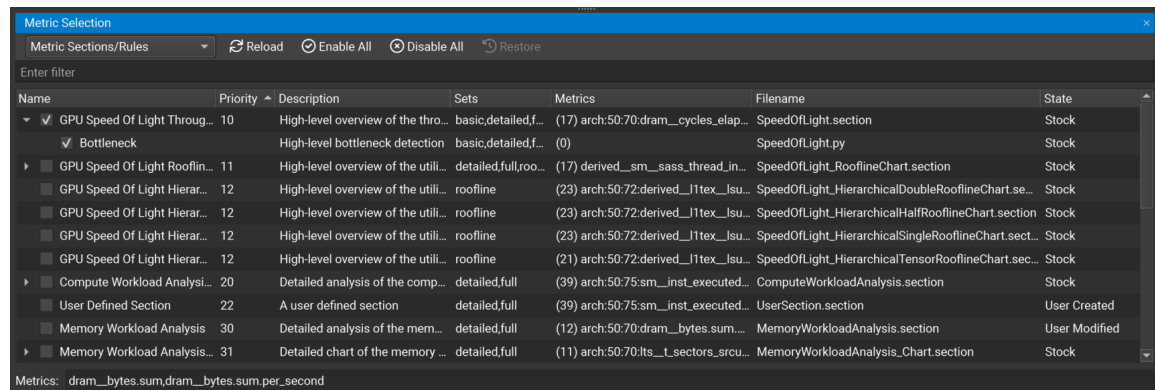 Metric Selection
Metric Sections/Rules Reload Enable All Disable All Restore
Enter filter
Name Priority Description Sets Metrics Filename State
GPU Speed Of Light Throug... 10 High-level overview of the thro... basic,detailed,f... (17) arch:50:70:dram__cycles_elap... SpeedOfLight.section Stock
Bottleneck High-level bottleneck detection basic,detailed,f... (0) SpeedOfLight.py Stock
GPU Speed Of Light Rooflin... 11 High-level overview of the utili... detailed,full,roo... (17) derived__sm__sass_thread_in... SpeedOfLight_RooflineChart.section Stock
GPU Speed Of Light Hierar... 12 High-level overview of the utili... roofline (23) arch:50:72:derived__l1tex__lsu... SpeedOfLight_HierarchicalDoubleRooflineChart.se... Stock
GPU Speed Of Light Hierar... 12 High-level overview of the utili... roofline (23) arch:50:72:derived__l1tex__lsu... SpeedOfLight_HierarchicalHalfRooflineChart.section Stock
GPU Speed Of Light Hierar... 12 High-level overview of the utili... roofline (23) arch:50:72:derived__l1tex__lsu... SpeedOfLight_HierarchicalSingleRooflineChart.sect... Stock
GPU Speed Of Light Hierar... 12 High-level overview of the utili... roofline (21) arch:50:72:derived__l1tex__lsu... SpeedOfLight_HierarchicalTensorRooflineChart.sec... Stock
Compute Workload Analysi... 20 Detailed analysis of the comp... detailed,full (39) arch:50:75:sm__inst_executed... ComputeWorkloadAnalysis.section Stock
User Defined Section 22 A user defined section detailed,full (39) arch:50:75:sm__inst_executed... UserSection.section User Created
Memory Workload Analysis 30 Detailed analysis of the mem... detailed,full (12) arch:50:70:dram__bytes.sum.... MemoryWorkloadAnalysis.section User Modified
Memory Workload Analysis... 31 Detailed chart of the memory ... detailed,full (11) arch:50:70:lts__t_sectors_srcu... MemoryWorkloadAnalysis_Chart.section Stock
Metrics: dram__bytes.sum,dram__bytes.sum.per_second